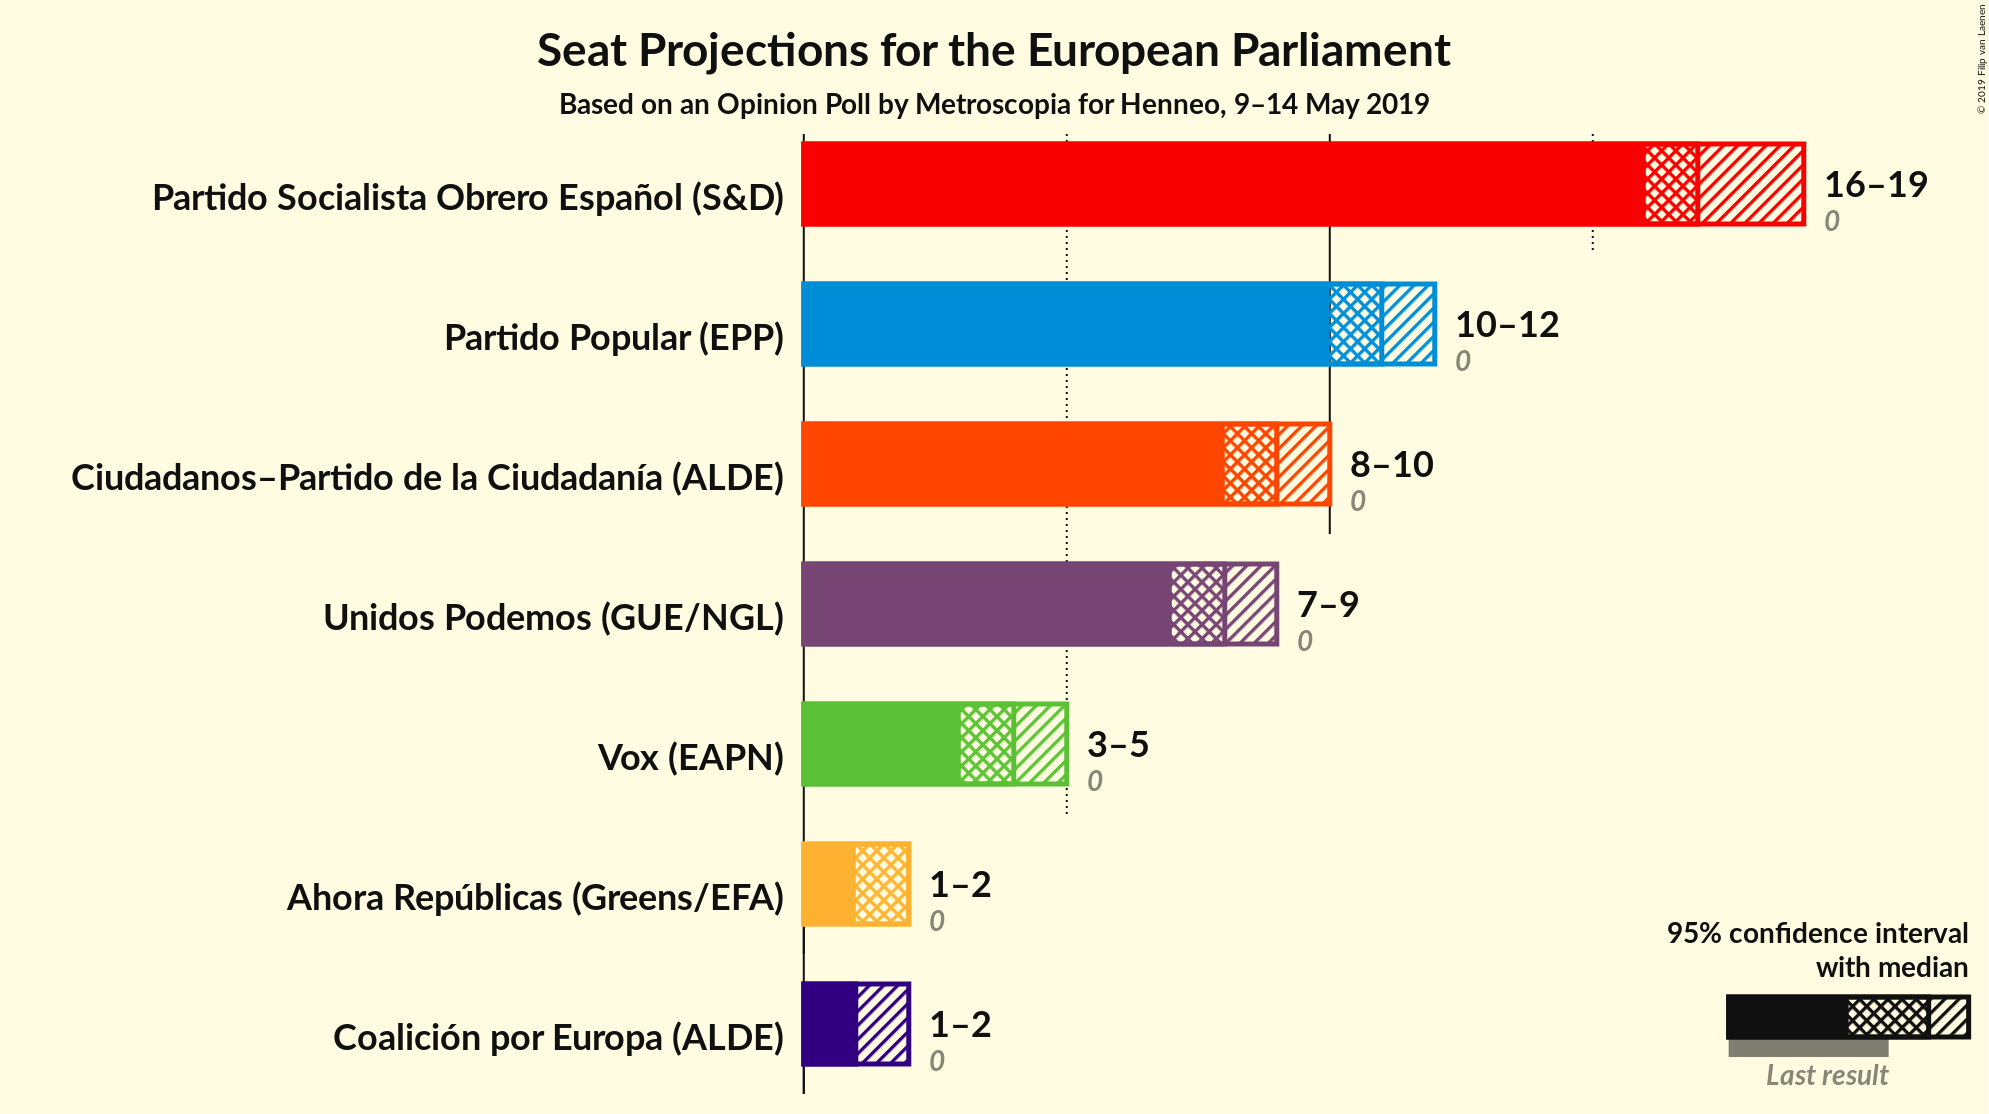 Seat Projections for the European Parliament
Based on an Opinion Poll by Metroscopia for Henneo, 9–14 May 2019
© 2019 Filip van Laenen
Partido Socialista Obrero Español (S&D)
16–19
0
Partido Popular (EPP)
10–12
0
Ciudadanos–Partido de la Ciudadanía (ALDE)
8–10
0
Unidos Podemos (GUE/NGL)
7–9
0
Vox (EAPN)
3–5
0
Ahora Repúblicas (Greens/EFA)
1–2
0
Coalición por Europa (ALDE)
1–2
0
95% confidence interval
with median
Last result